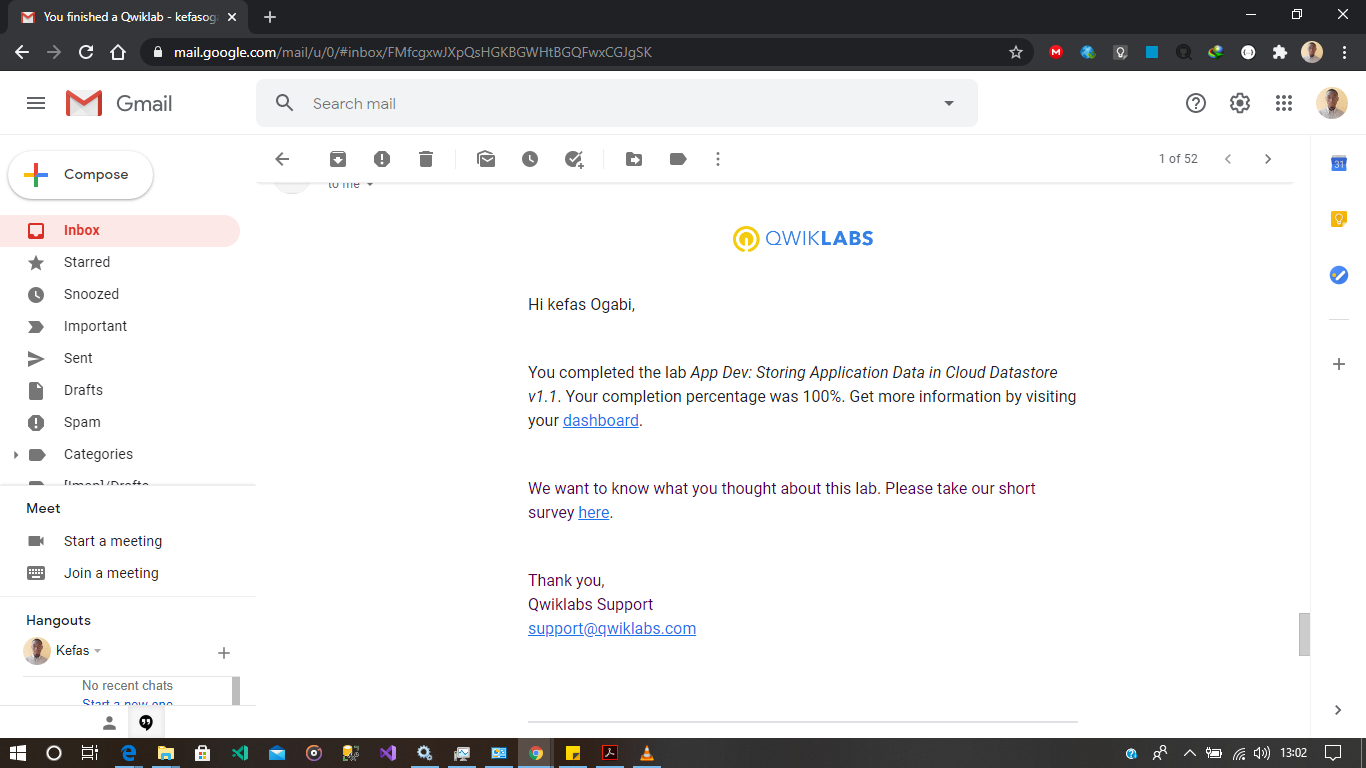 You finished a Qwiklab - kefasoga
mail.google.com/mail/u/0/#inbox/FMfcgxwJXpQsHGKBGWHtBGQFwxCGJgSK
Gmail
Search mail
Compose
1 of 52
Inbox
Starred
Snoozed
Important
Sent
Drafts
Spam
Categories
[Imap]/Drafts
Meet
Start a meeting
Join a meeting
Hangouts
Kefas
No recent chats
Start a new one
to me
QWIKLABS
Hi kefas Ogabi,
You completed the lab App Dev: Storing Application Data in Cloud Datastore
v1.1. Your completion percentage was 100%. Get more information by visiting
your dashboard.
We want to know what you thought about this lab. Please take our short
survey here.
Thank you,
Qwiklabs Support
support@qwiklabs.com
31
13:02